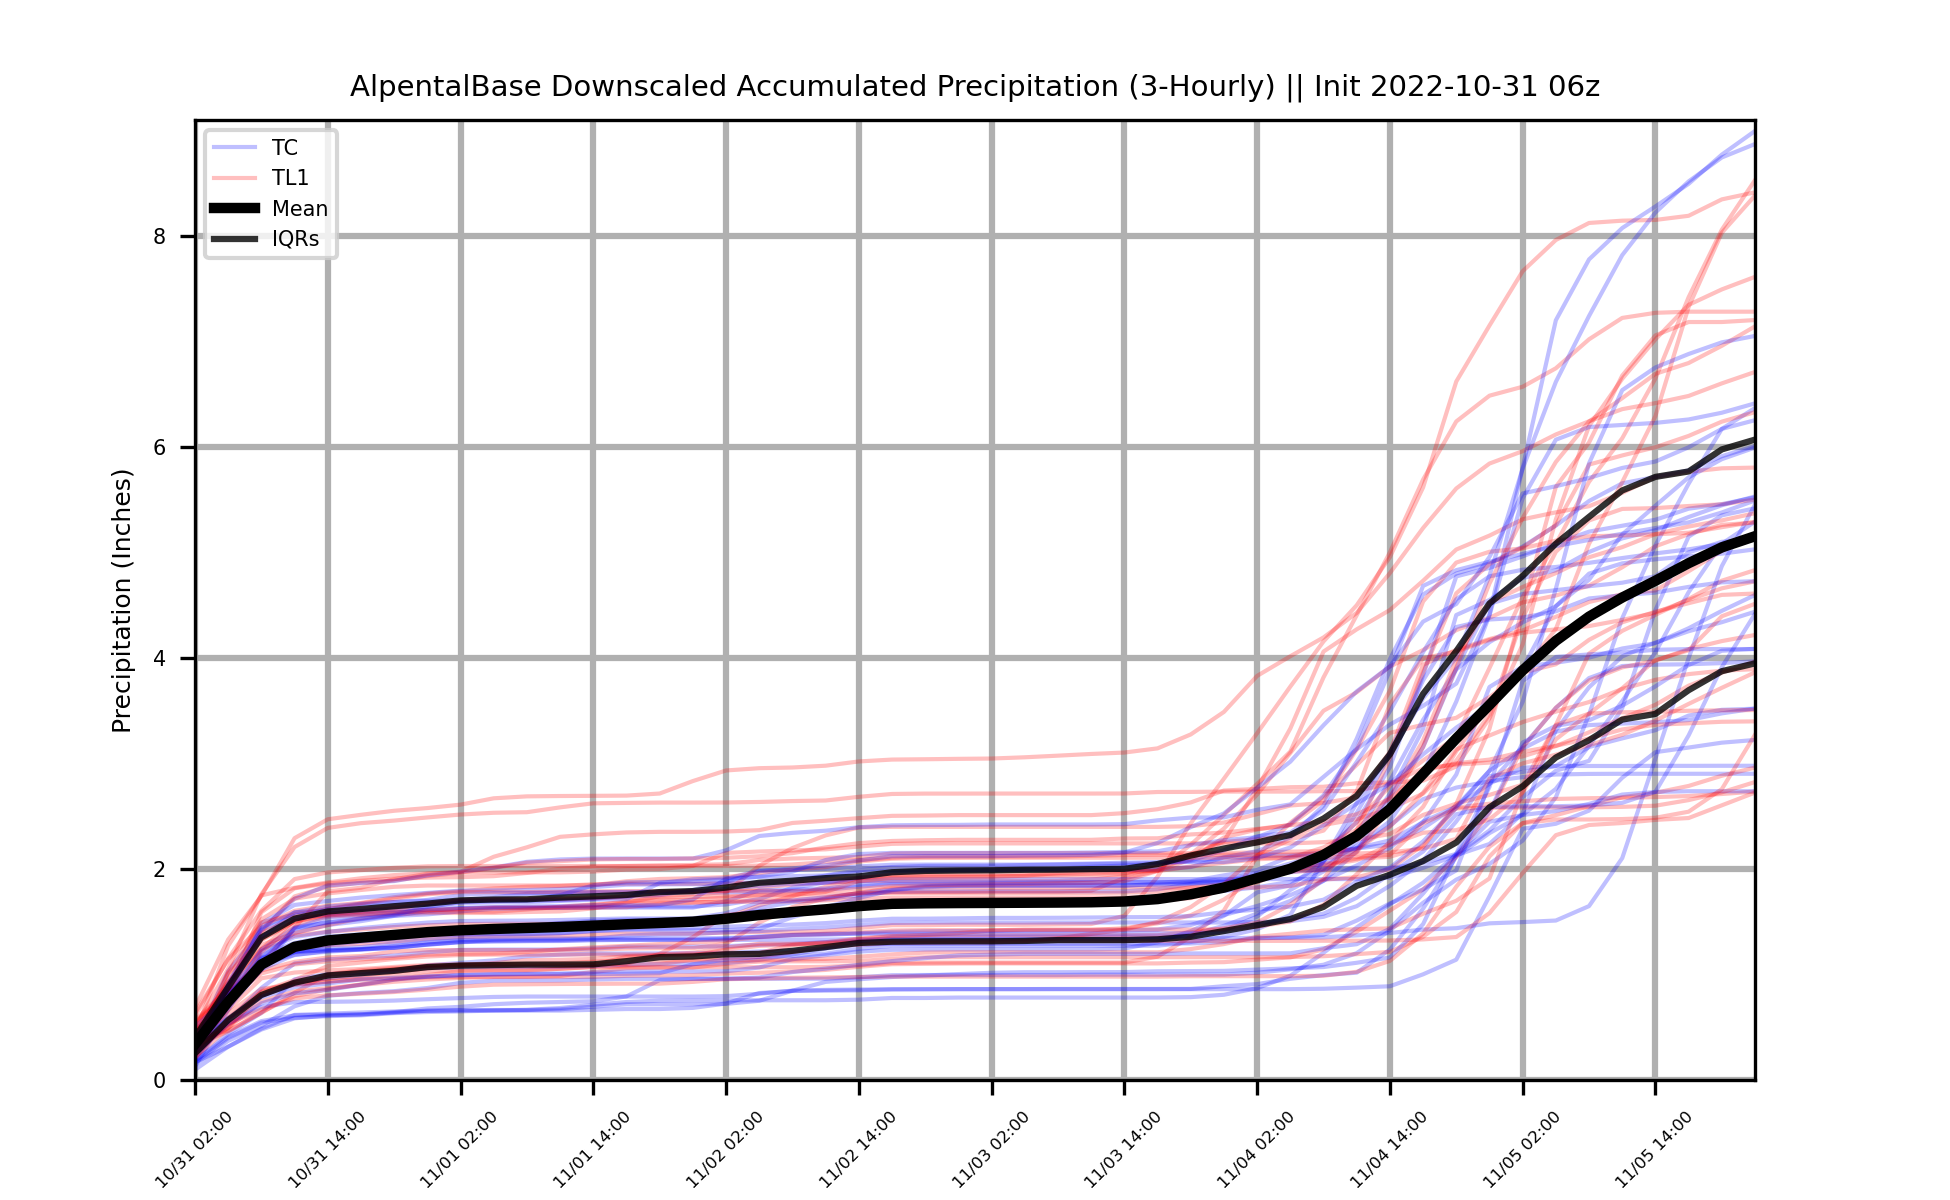 AlpentalBase Downscaled Accumulated Precipitation (3-Hourly) || Init 2022-10-31 06z
TC
TL1
Mean
IQRs
Precipitation (Inches)
8
6
4
2
0
10/31 02:00
10/31 14:00
11/01 02:00
11/01 14:00
11/02 02:00
11/02 14:00
11/03 02:00
11/03 14:00
11/04 02:00
11/04 14:00
11/05 02:00
11/05 14:00